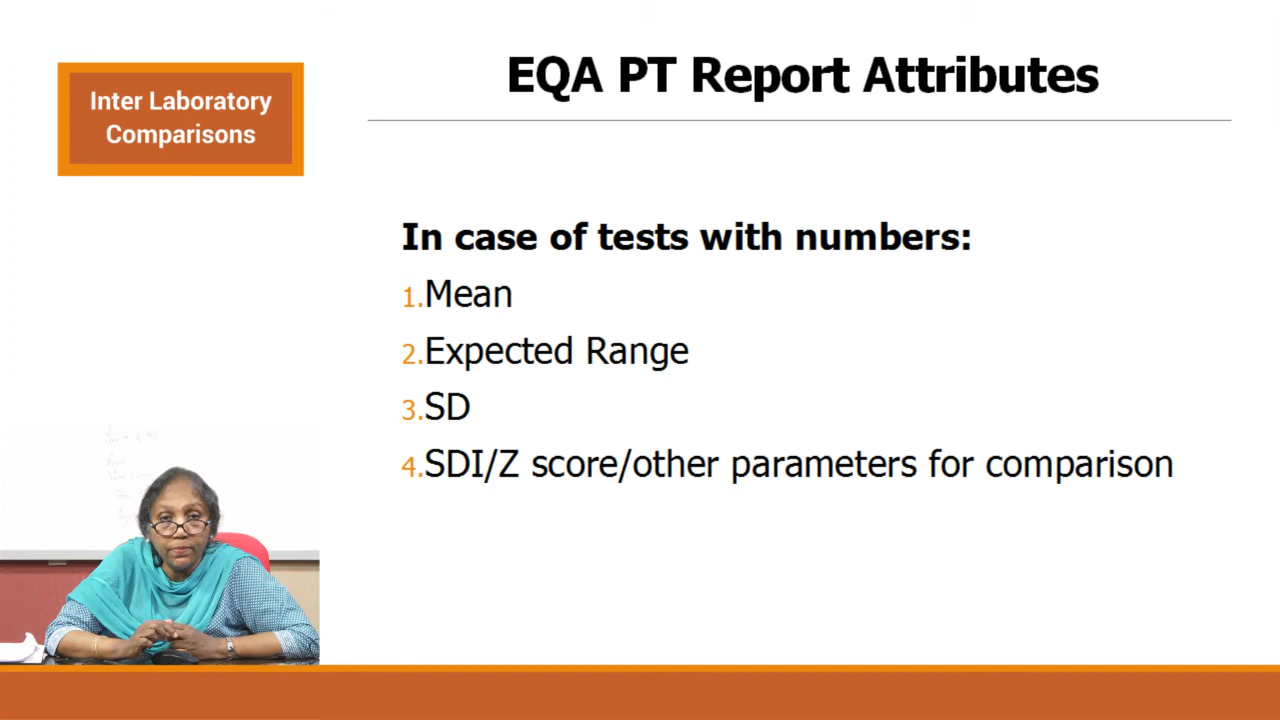 Inter Laboratory
Comparisons
EQA PT Report Attributes
In case of tests with numbers:
1.Mean
2.Expected Range
3.SD
4.SDI/Z score/other parameters for comparison